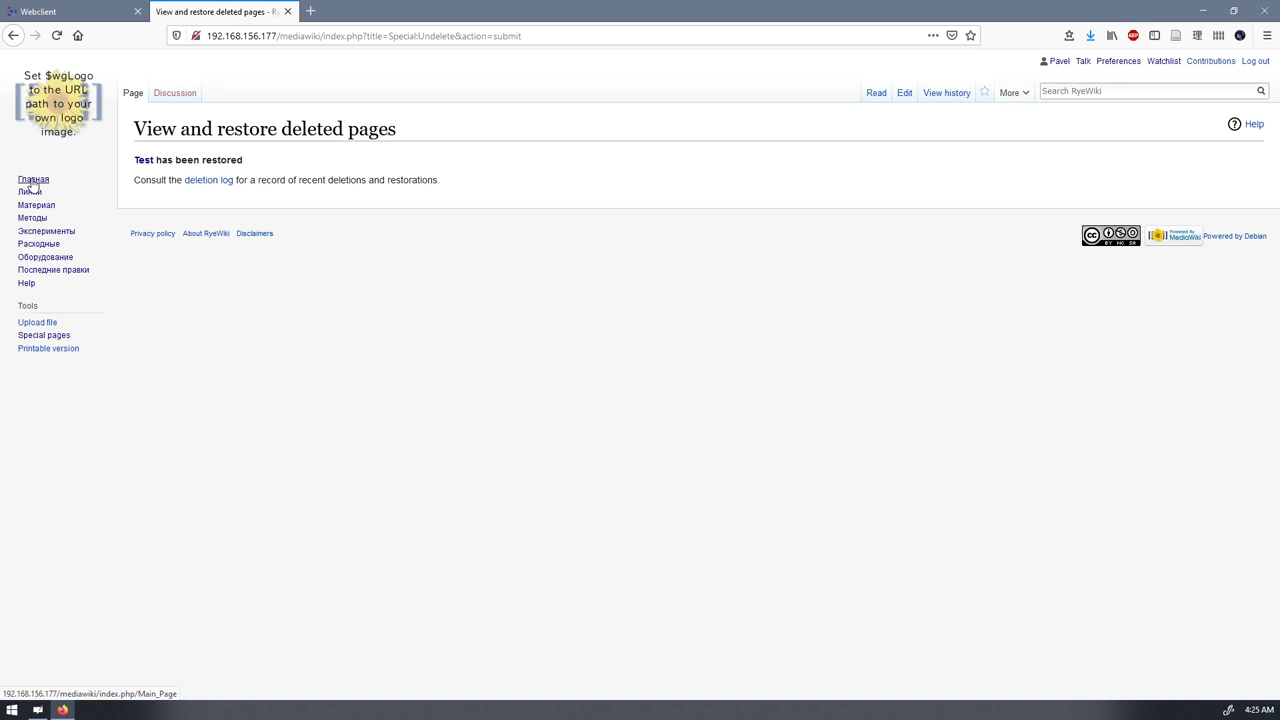 Webclient
View and restore deleted pages - Ry
192.168.156.177/mediawiki/index.php?title=Special:Undelete&action=submit
ABP
Pavel Talk Preferences Watchlist Contributions Log out
Set $wgLogo
to the URL
path to your
own logo
image.
Page Discussion Read Edit View history More Search RyeWiki
View and restore deleted pages
Help
Test has been restored
Consult the deletion log for a record of recent deletions and restorations.
Главная
Материал
Методы
Эксперименты
Расходные
Оборудование
Последние правки
Help
Tools
Upload file
Special pages
Printable version
Privacy policy About RyeWiki Disclaimers
BY NC SA
Powered By
MediaWiki
Powered by Debian
192.168.156.177/mediawiki/index.php/Main_Page
4:25 AM